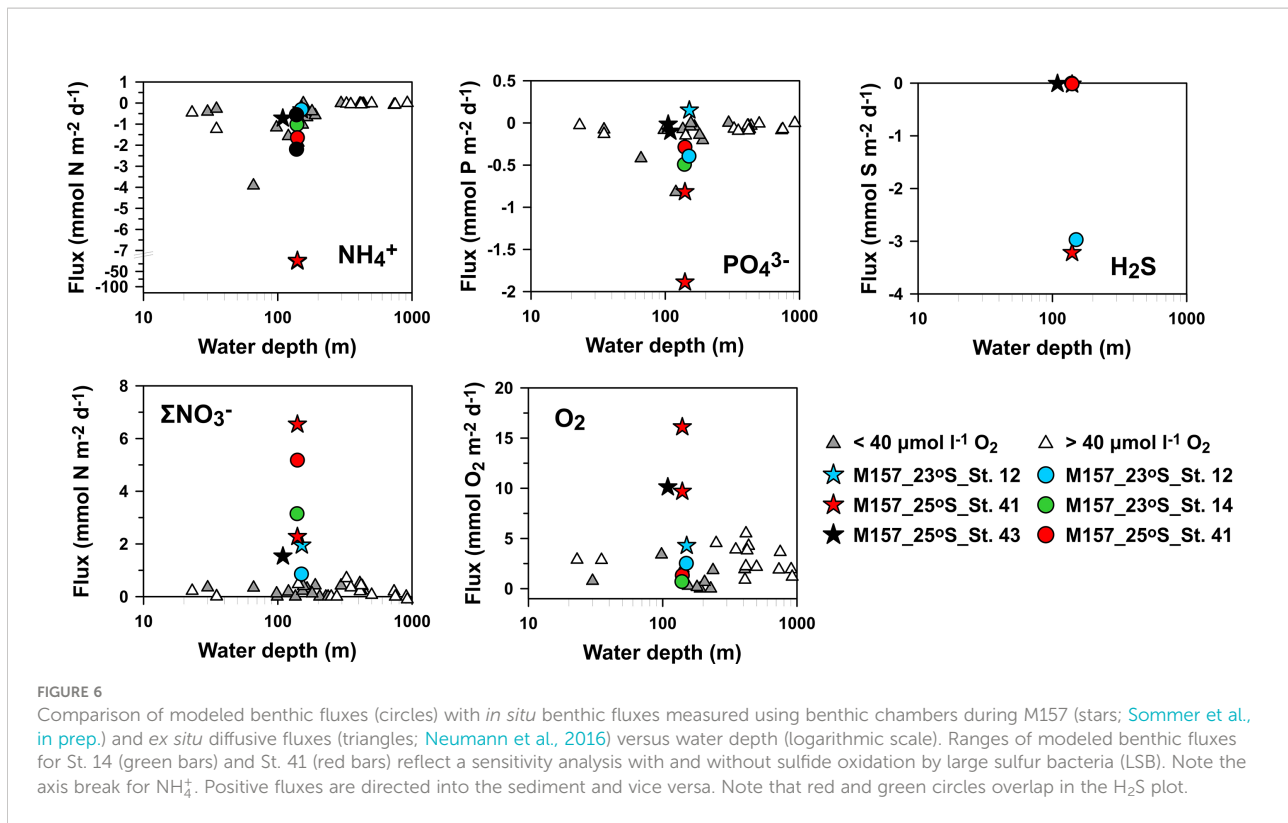 Flux (mmol N m-2 d-1)
1
0
-1
-2
-3
-4
-5
-6
-7
-50
-100
NH4+
10
100
1000
Water depth (m)
Flux (mmol P m-2 d-1)
0.5
0
-0.5
-1
-1.5
-2
PO43-
10
100
1000
Water depth (m)
Flux (mmol S m-2 d-1)
0
-1
-2
-3
-4
H2S
10
100
1000
Water depth (m)
Flux (mmol N m-2 d-1)
8
6
4
2
0
ΣNO3-
10
100
1000
Water depth (m)
Flux (mmol O2 m-2 d-1)
20
15
10
5
0
O2
10
100
1000
Water depth (m)
< 40 µmol l-1 O2
> 40 µmol l-1 O2
M157_23ºS_St. 12
M157_23ºS_St. 12
M157_25ºS_St. 41
M157_23ºS_St. 14
M157_25ºS_St. 43
M157_25ºS_St. 41
FIGURE 6
Comparison of modeled benthic fluxes (circles) with in situ benthic fluxes measured using benthic chambers during M157 (stars; Sommer et al.,
in prep.) and ex situ diffusive fluxes (triangles; Neumann et al., 2016) versus water depth (logarithmic scale). Ranges of modeled benthic fluxes
for St. 14 (green bars) and St. 41 (red bars) reflect a sensitivity analysis with and without sulfide oxidation by large sulfur bacteria (LSB). Note the
axis break for NH4+. Positive fluxes are directed into the sediment and vice versa. Note that red and green circles overlap in the H2S plot.